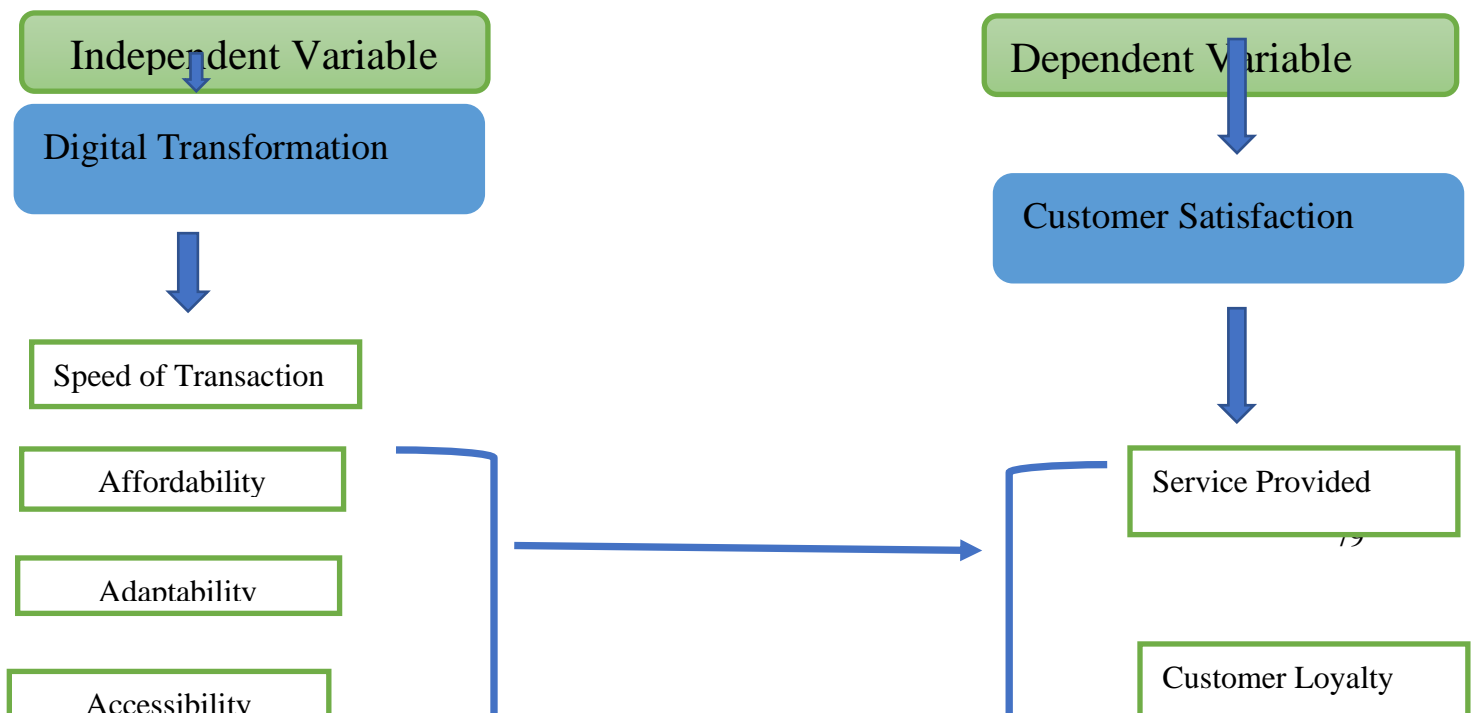 Independent Variable
Dependent Variable
Digital Transformation
Customer Satisfaction
Speed of Transaction
Affordability
Service Provided
Adaptability
Customer Loyalty
Accessibility